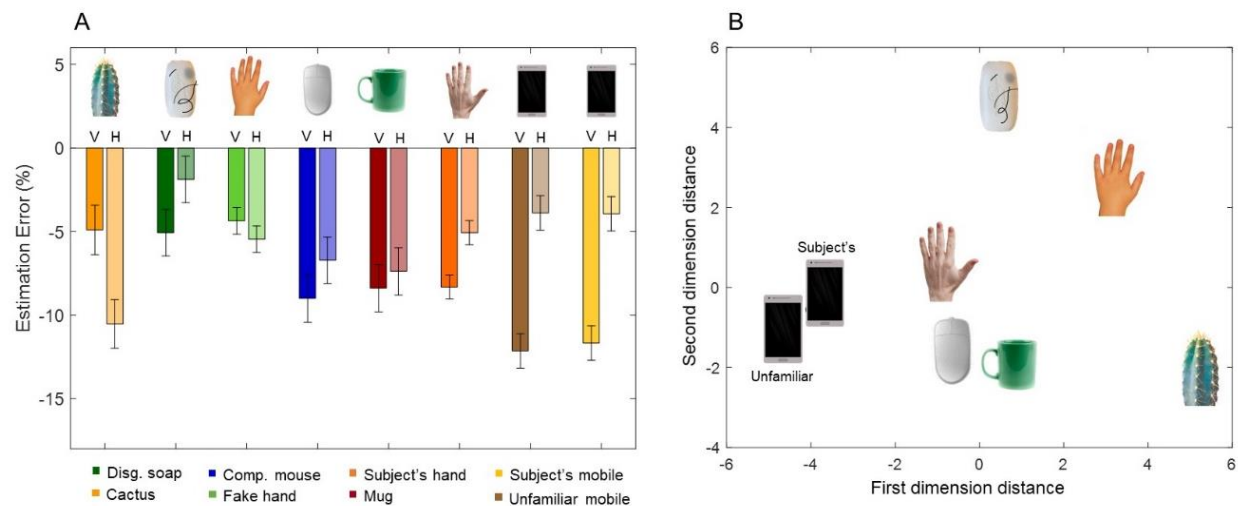 A
B
5
0
-5
-10
-15
Estimation Error (%)
V H V H V H V H V H V H V H V H
Disg. soap Comp. mouse Subject's hand Subject's mobile
Cactus Fake hand Mug Unfamiliar mobile
6
4
2
0
-2
-4
Second dimension distance
Subject's
Unfamiliar
-6 -4 -2 0 2 4 6
First dimension distance